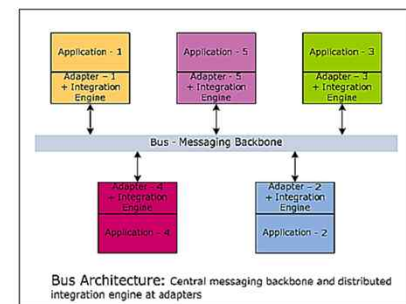 Application - 1
Adapter – 1
+ Integration
Engine
Application - 5
Adapter – 5
+ Integration
Engine
Application - 3
Adapter – 3
+ Integration
Engine
Bus - Messaging Backbone
Adapter - 4
+ Integration
Engine
Application - 4
Adapter – 2
+ Integration
Engine
Application - 2
Bus Architecture: Central messaging backbone and distributed
integration engine at adapters